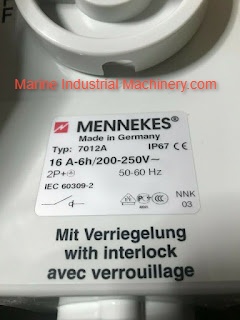 F
Marine Industrial Machinery.com
MENNEKES®
Made in Germany
Typ: 7012A IP67 CE
16 A-6h/200-250V~
2P+⏚ 50-60 Hz
IEC 60309-2
NNK
03
Mit Verriegelung
with interlock
avec verrouillage